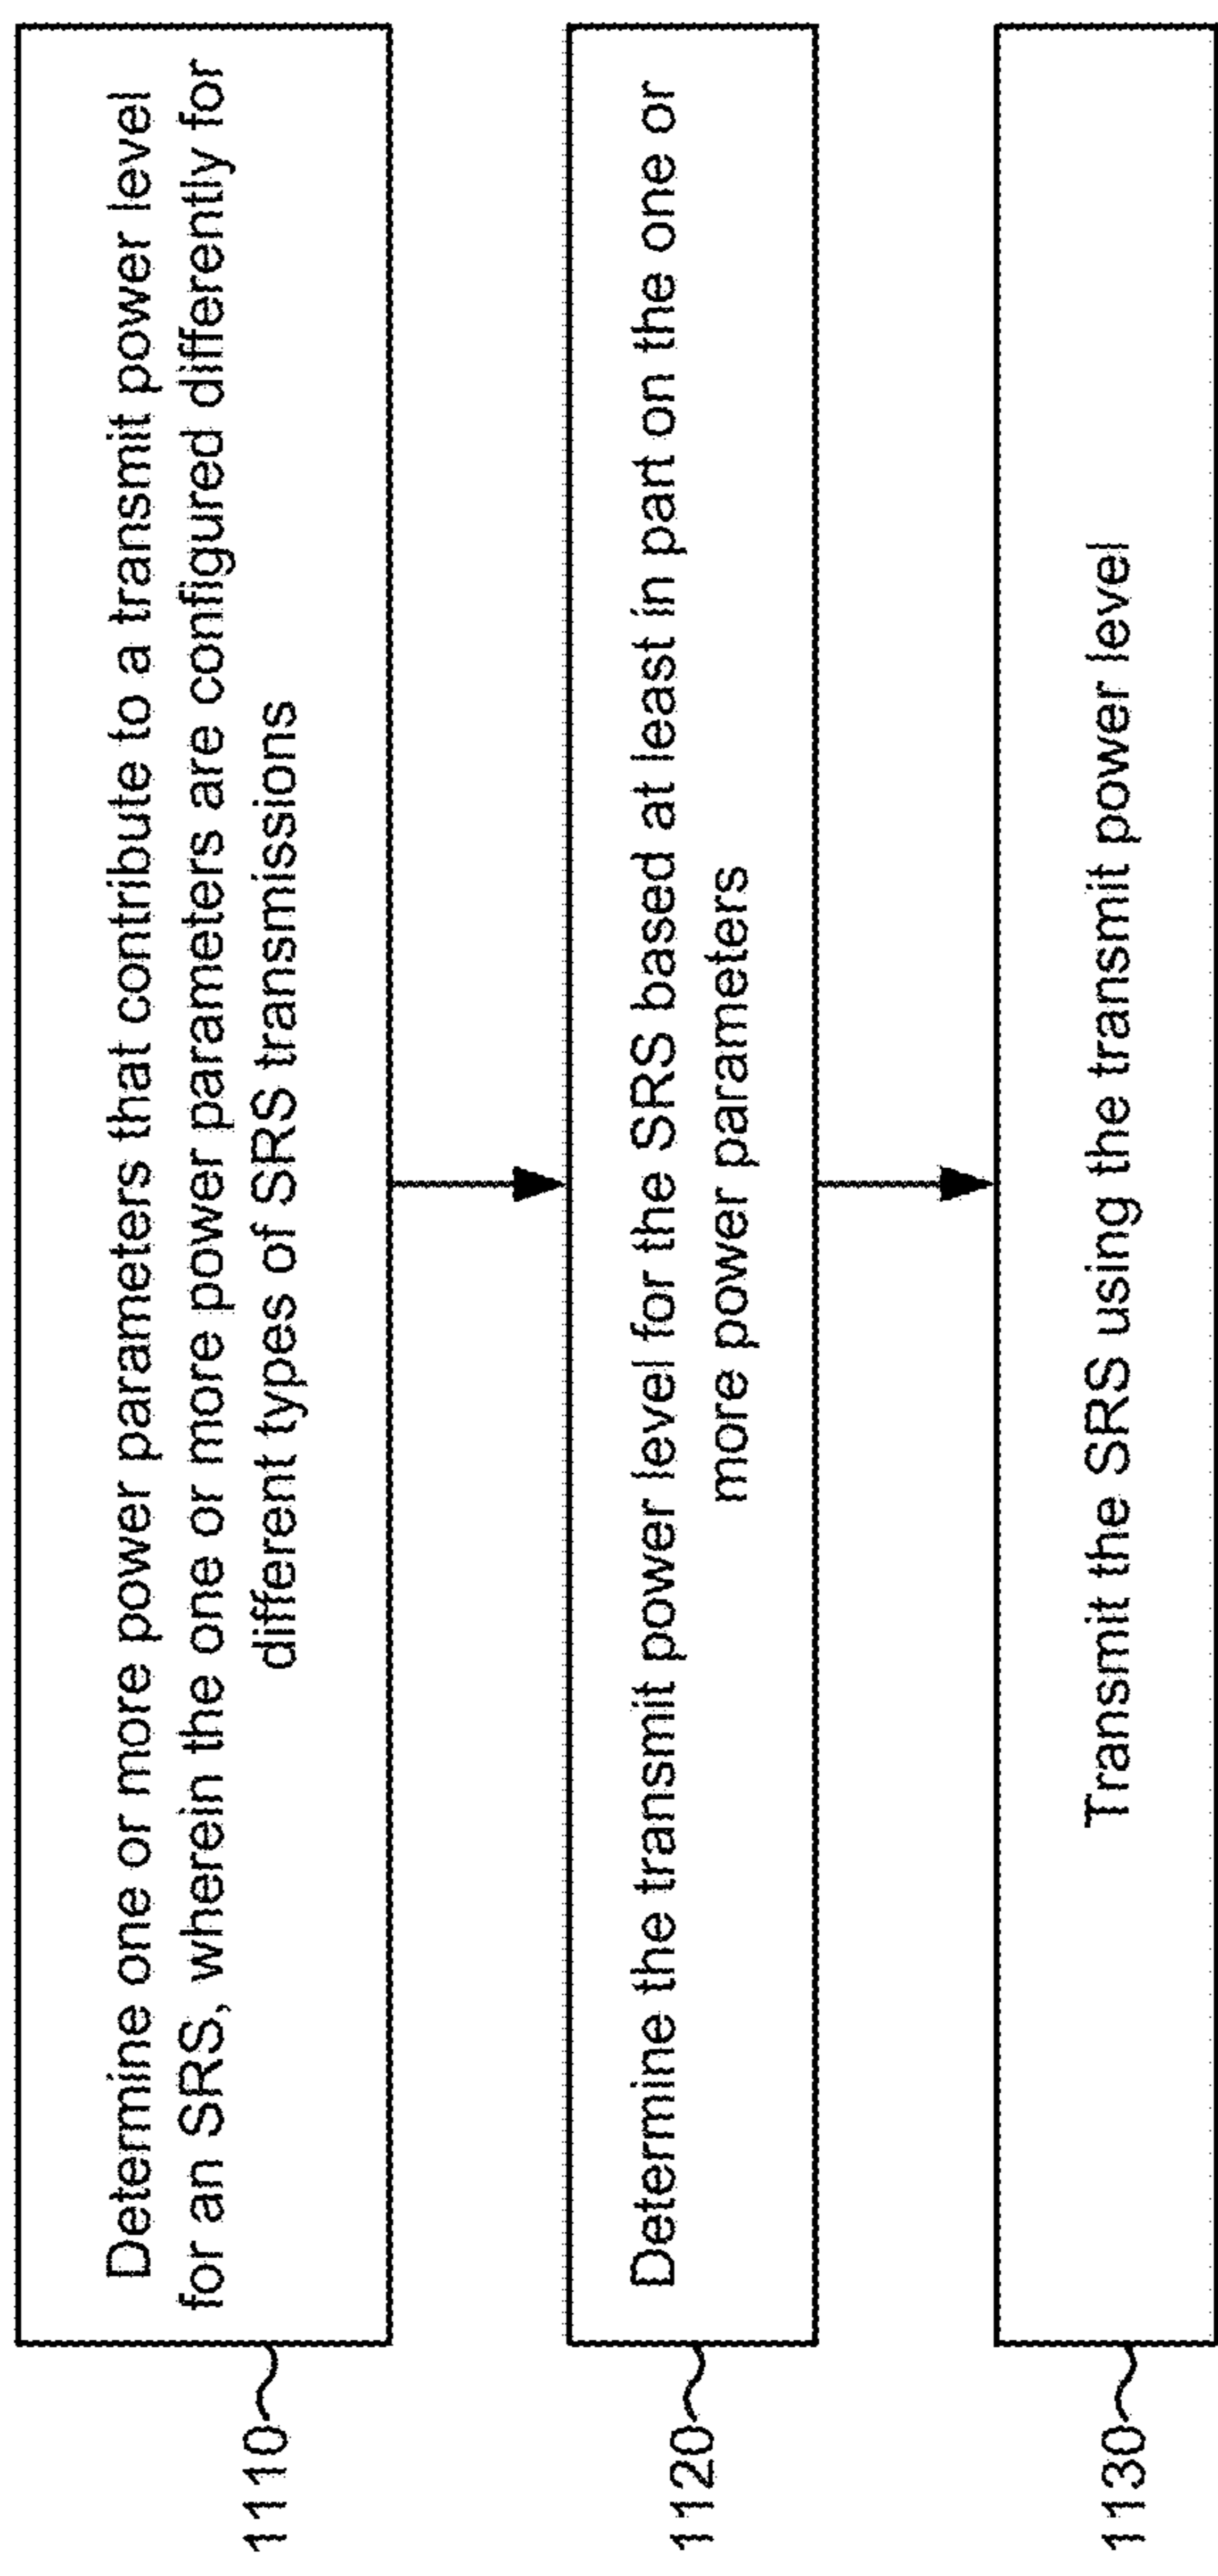 1110
Determine one or more power parameters that contribute to a transmit power level
for an SRS, wherein the one or more power parameters are configured differently for
different types of SRS transmissions
1120
Determine the transmit power level for the SRS based at least in part on the one or
more power parameters
1130
Transmit the SRS using the transmit power level